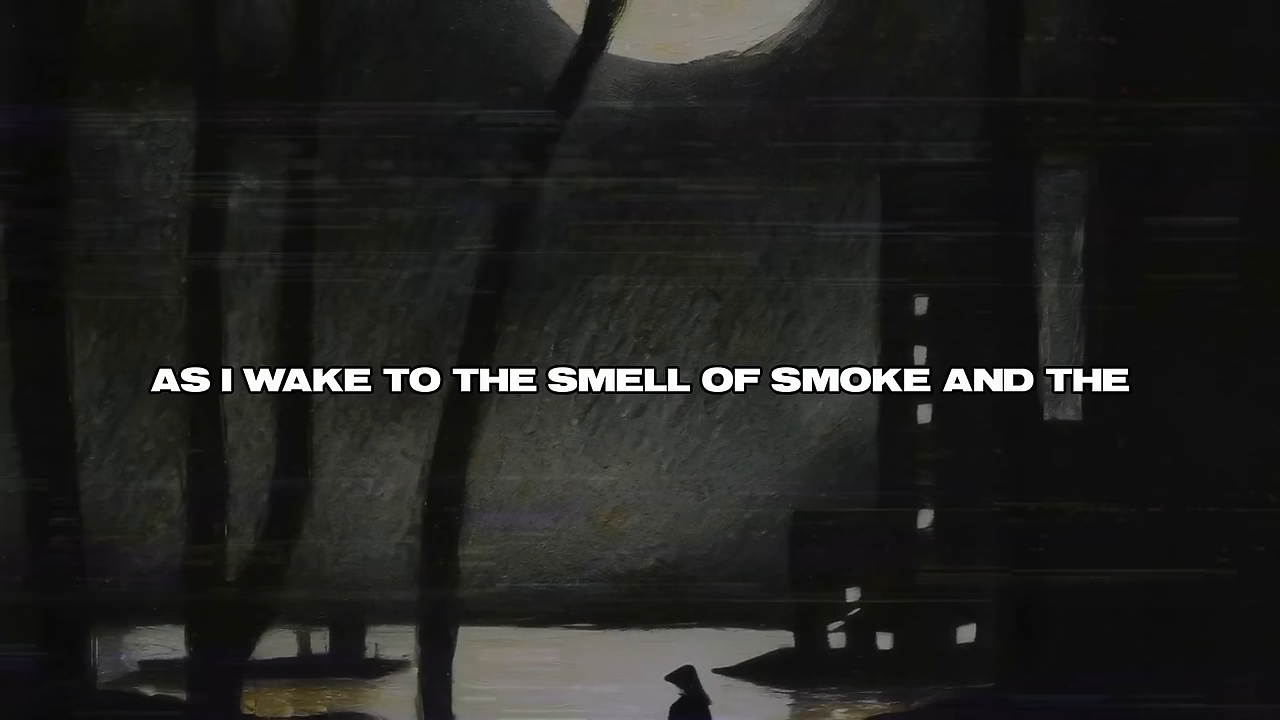 AS I WAKE TO THE SMELL OF SMOKE AND THE